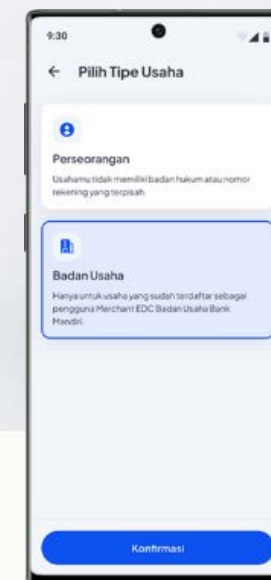 9:30
Pilih Tipe Usaha
Perseorangan
Usahamu tidak memiliki badan hukum atau nomor
rekening yang terpisah.
Badan Usaha
Hanya untuk usaha yang sudah terdaftar sebagai
pengguna Merchant EDC Badan Usaha Bank
Mandiri.
Konfirmasi